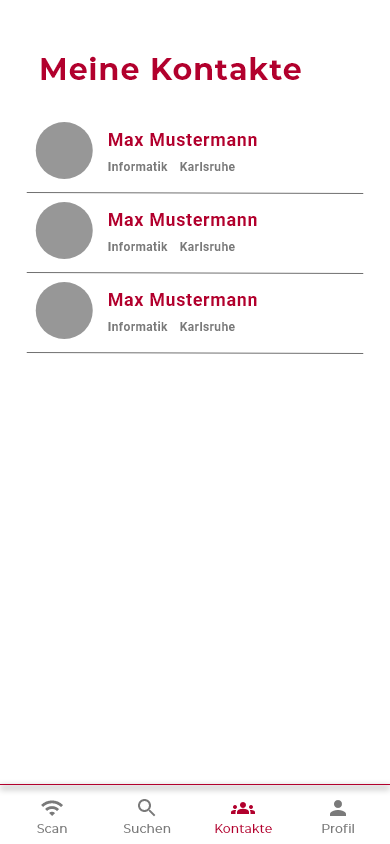 Meine Kontakte
Max Mustermann
Informatik Karlsruhe
Max Mustermann
Informatik Karlsruhe
Max Mustermann
Informatik Karlsruhe
Scan Suchen Kontakte Profil